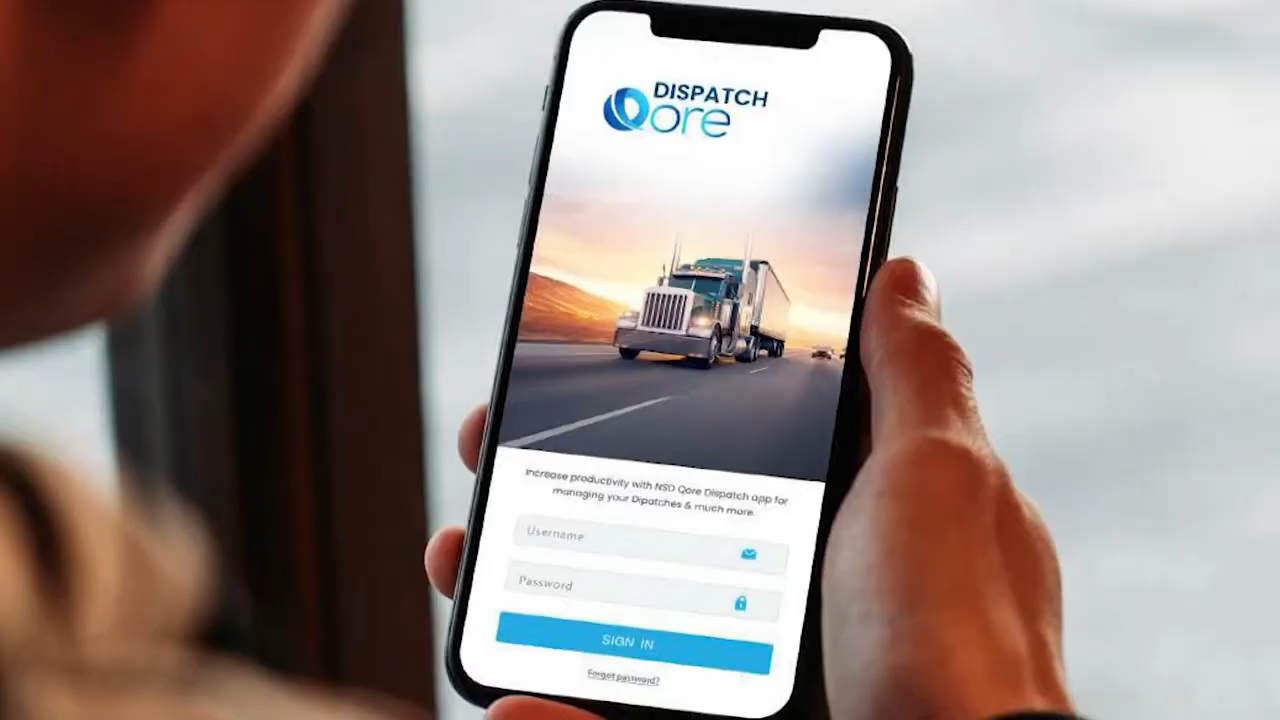 DISPATCH
Qore
Increase productivity with NSD Qore Dispatch app for
managing your Dipatches & much more.
Username
Password
SIGN IN
Forgot password?